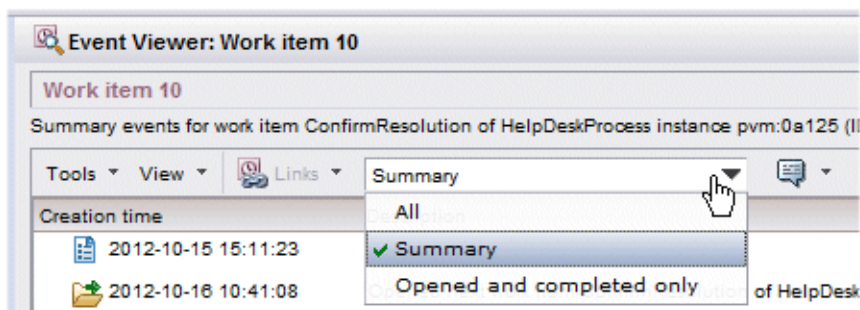 Event Viewer: Work item 10
Work item 10
Summary events for work item ConfirmResolution of HelpDeskProcess instance pvm:0a125
Tools View Links Summary
Creation time
All
2012-10-15 15:11:23 Summary
Opened and completed only
2012-10-16 10:41:08 of HelpDesk